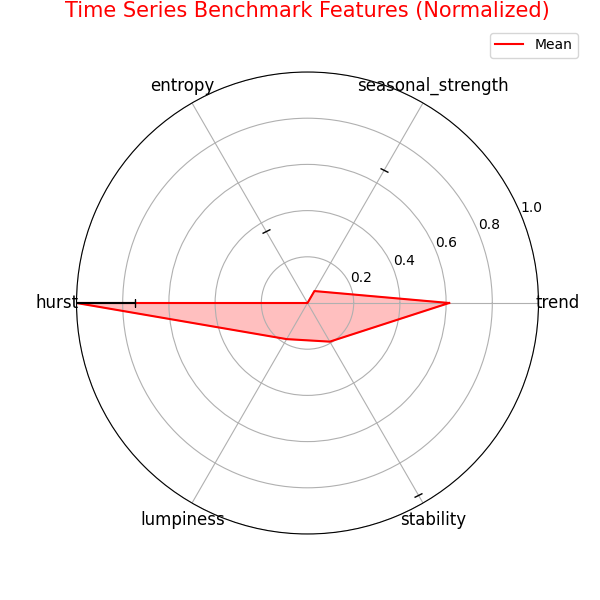 Time Series Benchmark Features (Normalized)
Mean
entropy
seasonal_strength
1.0
0.8
0.6
0.4
0.2
hurst
trend
lumpiness
stability